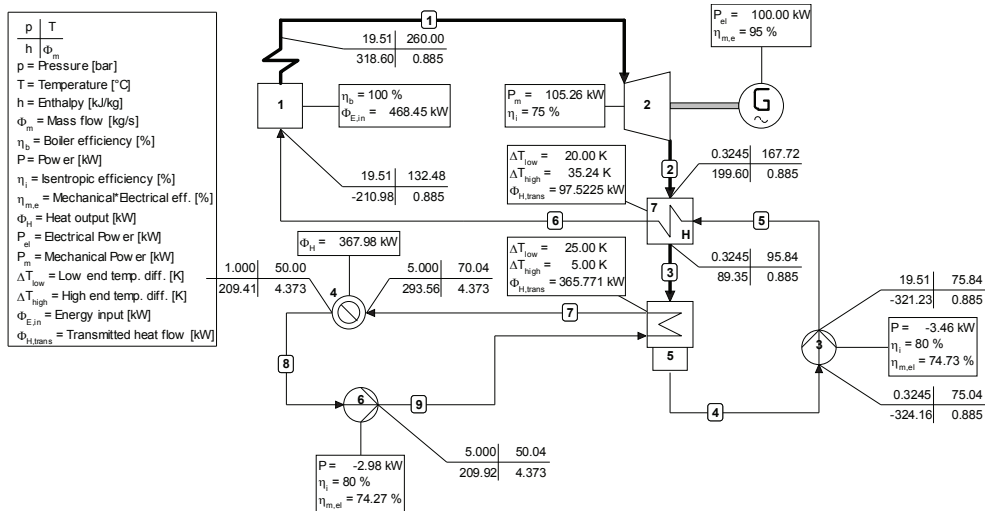 p T
h Φm
p = Pressure [bar]
T = Temperature [°C]
h = Enthalpy [kJ/kg]
Φm = Mass flow [kg/s]
ηb = Boiler efficiency [%]
P = Power [kW]
ηi = Isentropic efficiency [%]
ηm,e = Mechanical*Electrical eff. [%]
ΦH = Heat output [kW]
Pel = Electrical Power [kW]
Pm = Mechanical Power [kW]
ΔTlow = Low end temp. diff. [K]
ΔThigh = High end temp. diff. [K]
ΦE,in = Energy input [kW]
ΦH,trans = Transmitted heat flow [kW]
1
19.51 260.00
318.60 0.885
Pel = 100.00 kW
ηm,e = 95 %
G
1
ηb = 100 %
ΦE,in = 468.45 kW
Pm = 105.26 kW
ηi = 75 %
2
2
0.3245 167.72
199.60 0.885
ΔTlow = 20.00 K
ΔThigh = 35.24 K
ΦH,trans = 97.5225 kW
19.51 132.48
-210.98 0.885
6
7
H
5
ΦH = 367.98 kW
ΔTlow = 25.00 K
ΔThigh = 5.00 K
ΦH,trans = 365.771 kW
3
0.3245 95.84
89.35 0.885
1.000 50.00
209.41 4.373
4
5.000 70.04
293.56 4.373
7
5
19.51 75.84
-321.23 0.885
3
P = -3.46 kW
ηi = 80 %
ηm,el = 74.73 %
8
6
9
4
0.3245 75.04
-324.16 0.885
5.000 50.04
209.92 4.373
P = -2.98 kW
ηi = 80 %
ηm,el = 74.27 %